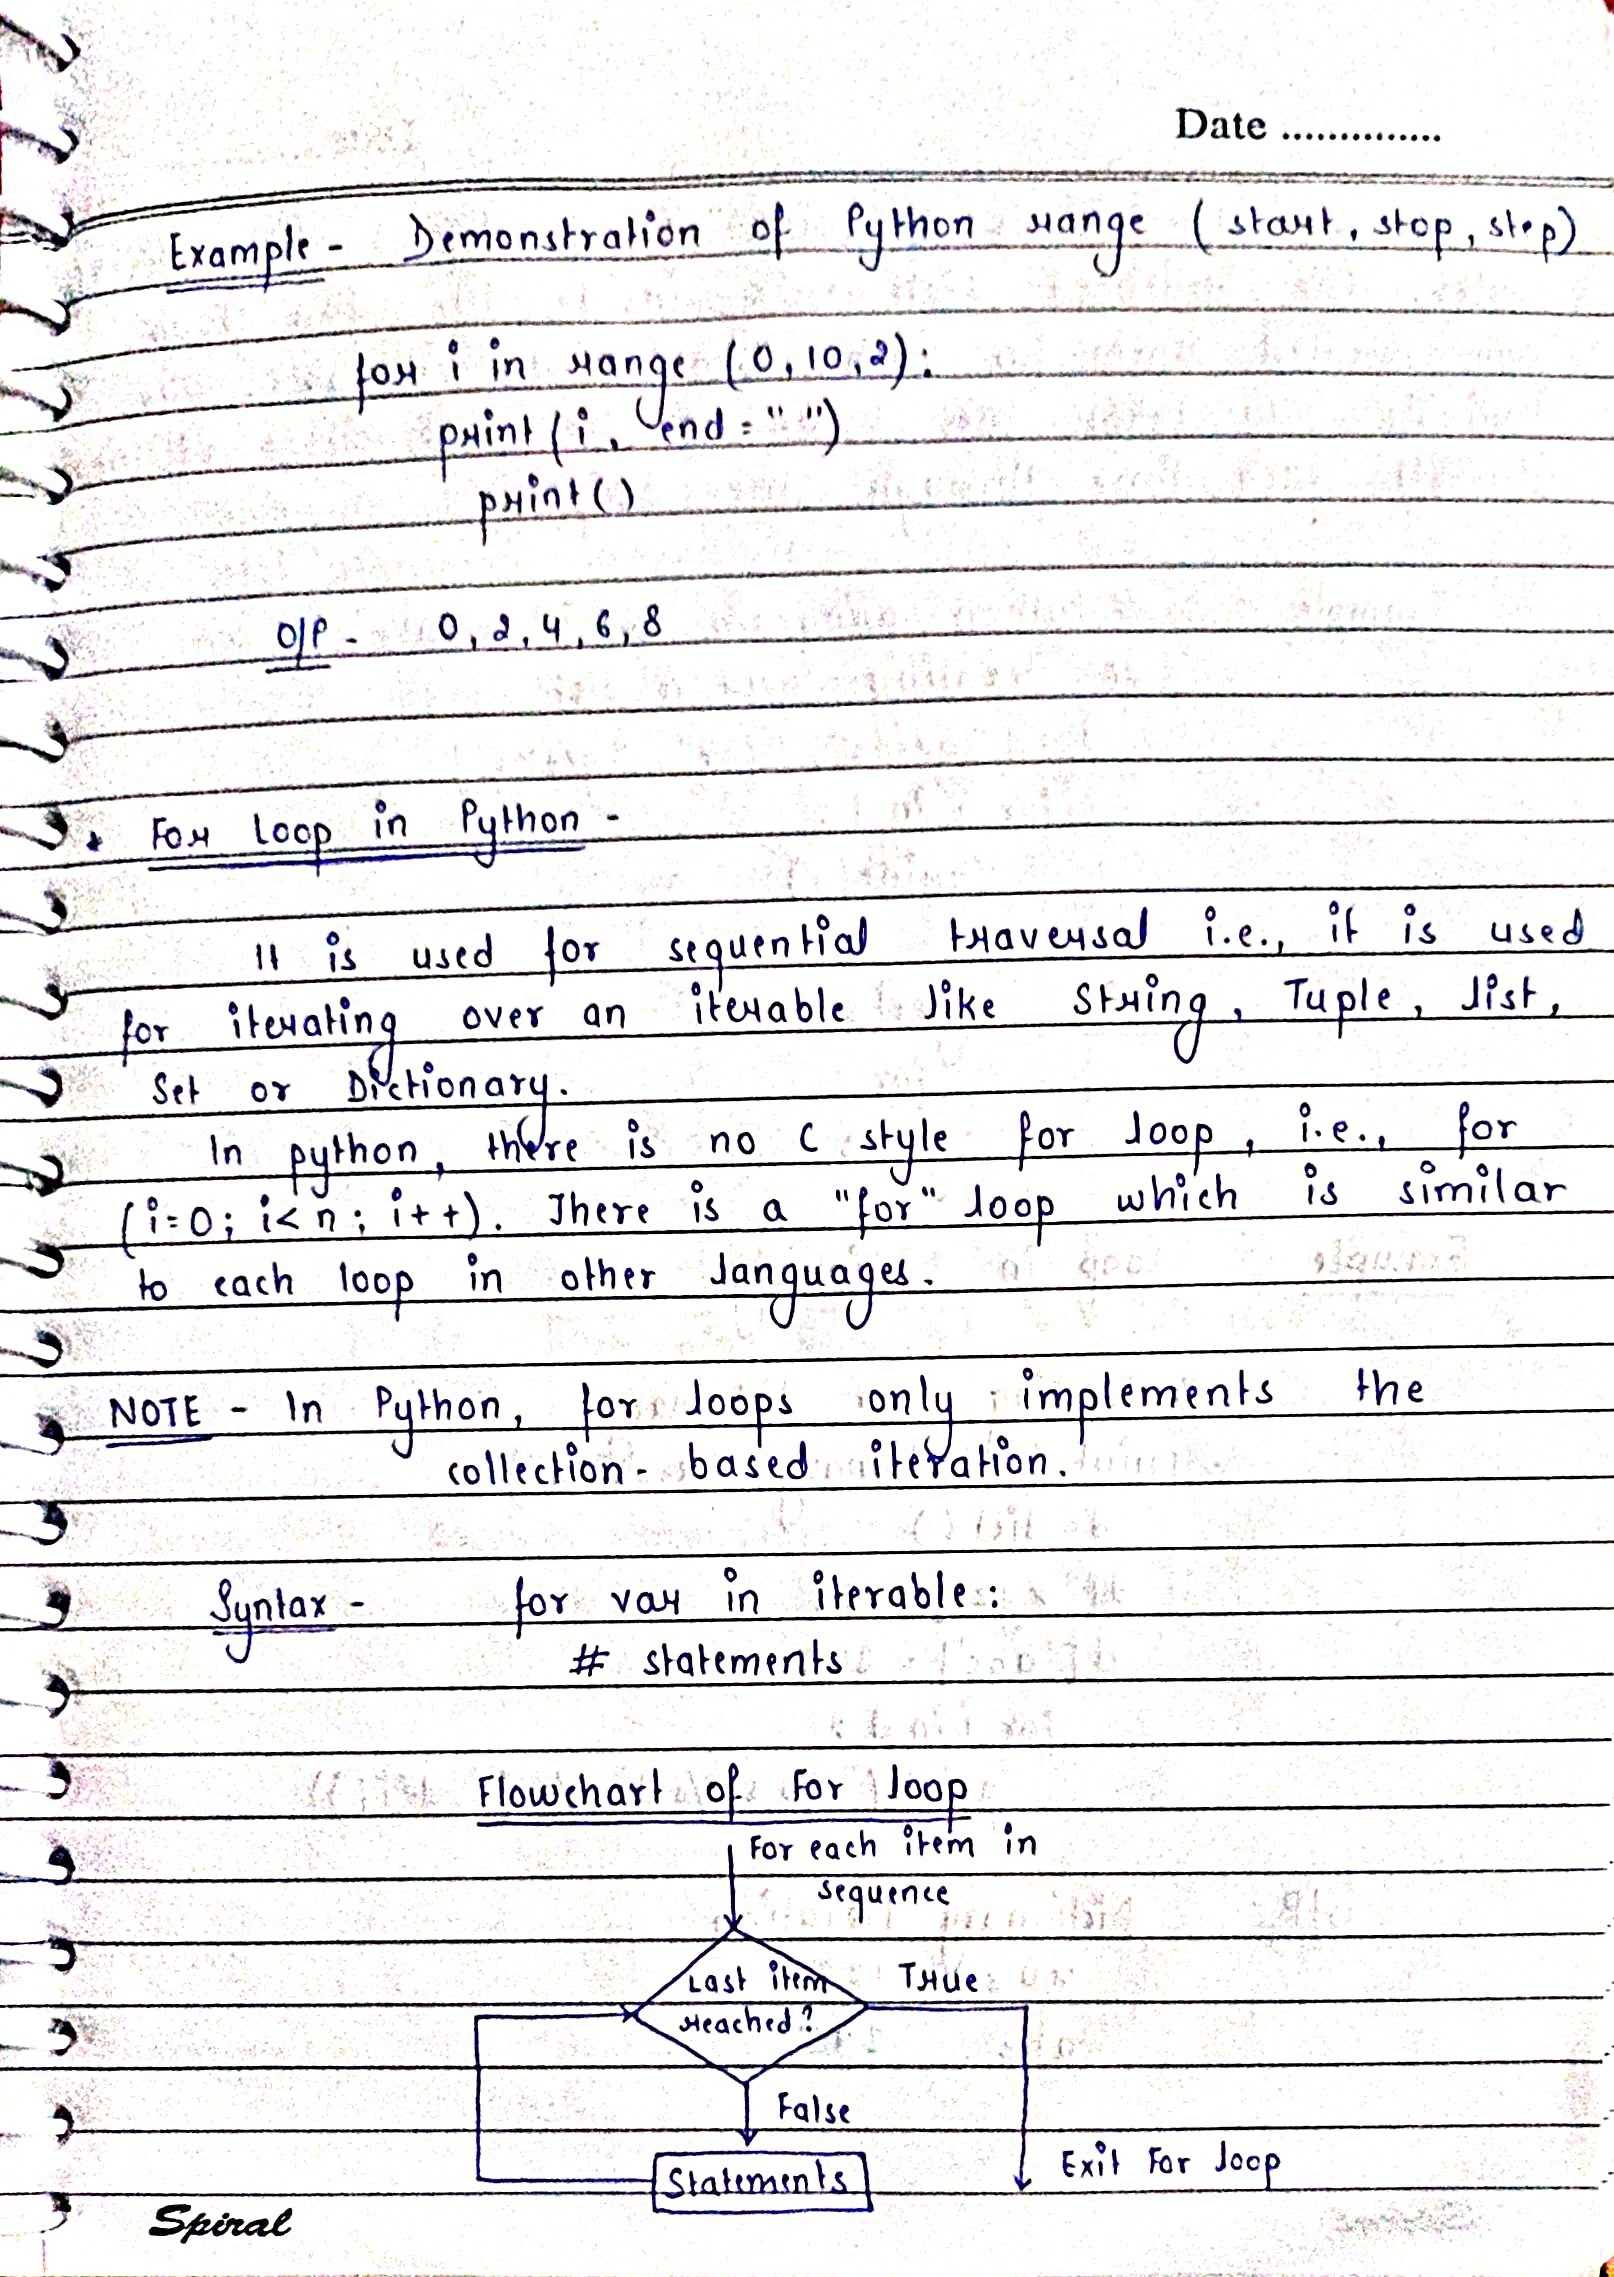 Date ..............
Example - Demonstration of Python range (start, stop, step)
for i in range (0, 10, 2):
print (i, end = " ")
print ()
O/P - 0, 2, 4, 6, 8
For Loop in Python -
It is used for sequential traversal i.e., it is used
for iterating over an iterable like String, Tuple, list,
Set or Dictionary.
In python, there is no C style for loop, i.e., for
(i=0; i<n; i++). There is a "for" loop which is similar
to each loop in other languages.
NOTE - In Python, for loops only implements the
collection-based iteration.
Syntax - for var in iterable:
# statements
Flowchart of For loop
For each item in
sequence
Last item True
reached?
False
Exit For loop
Statements
Spiral